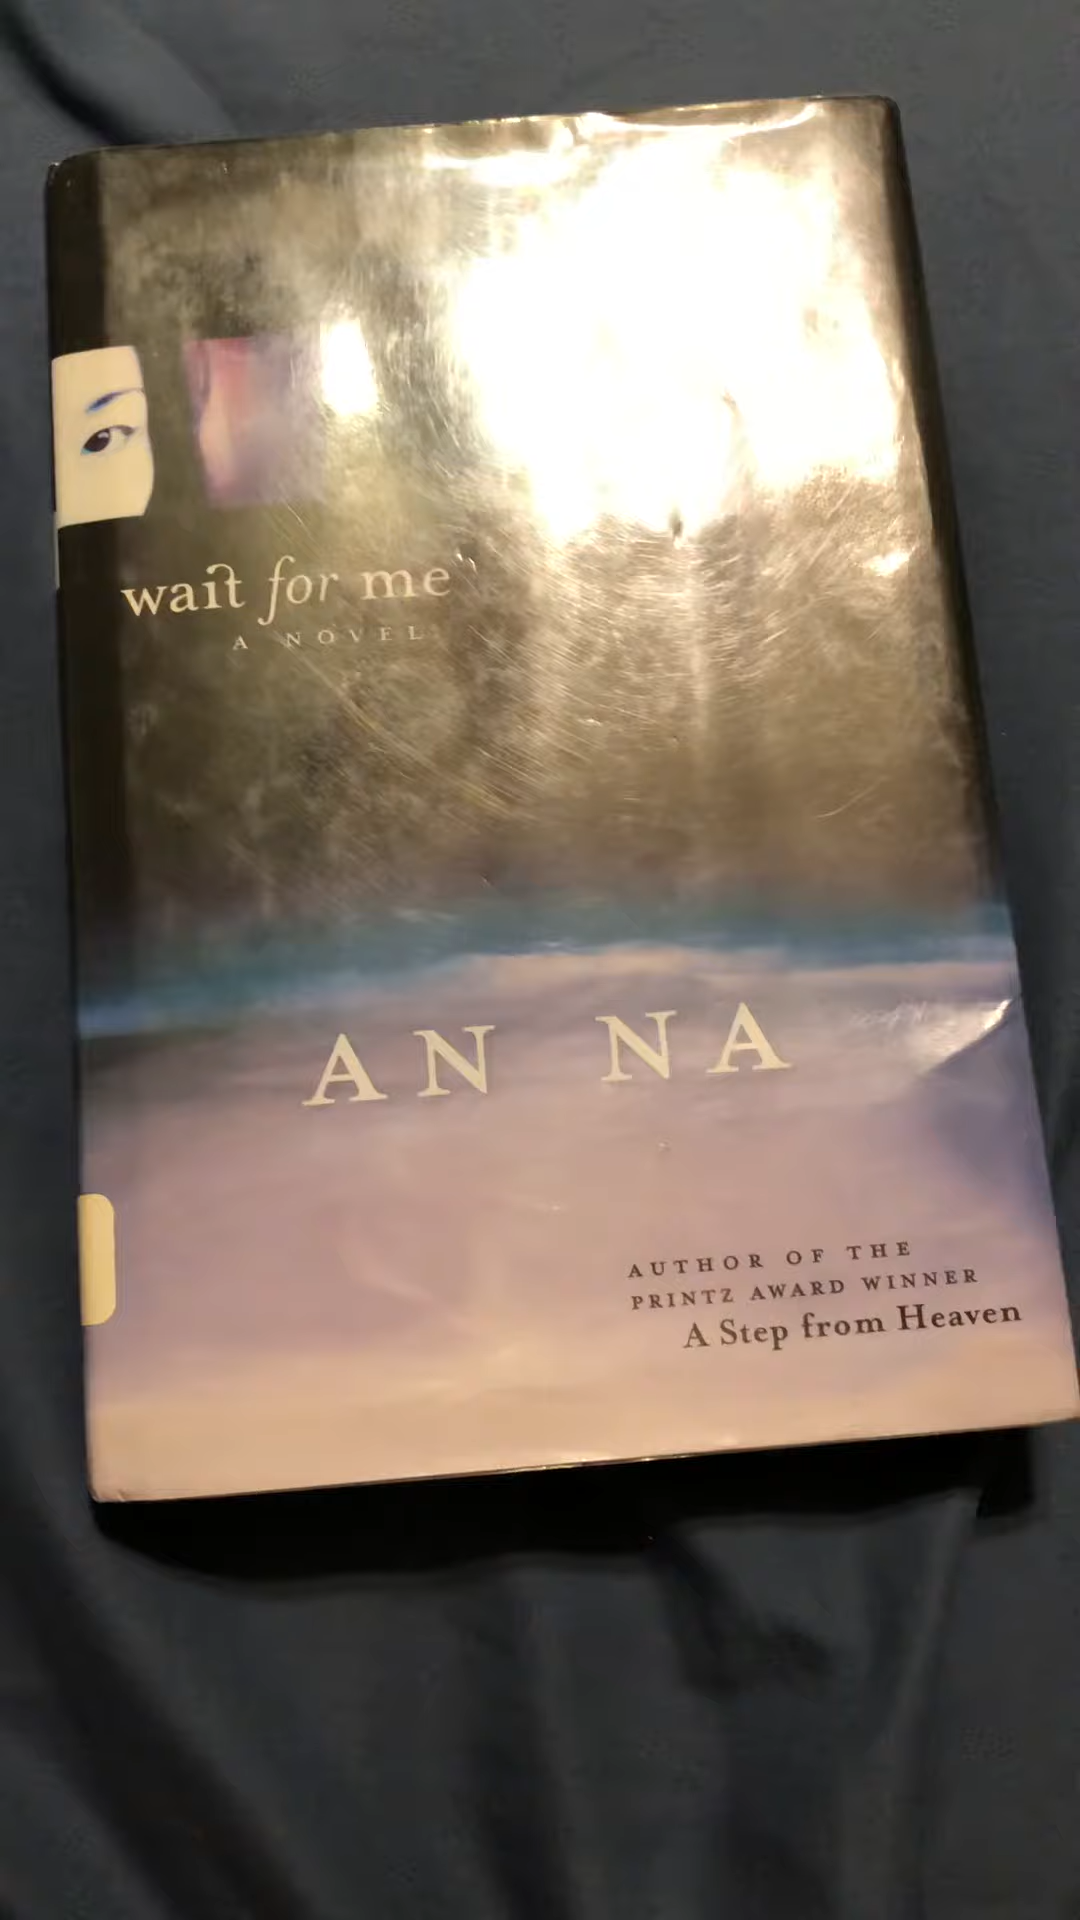 wait for me
A NOVEL
AN NA
AUTHOR OF THE
PRINTZ AWARD WINNER
A Step from Heaven